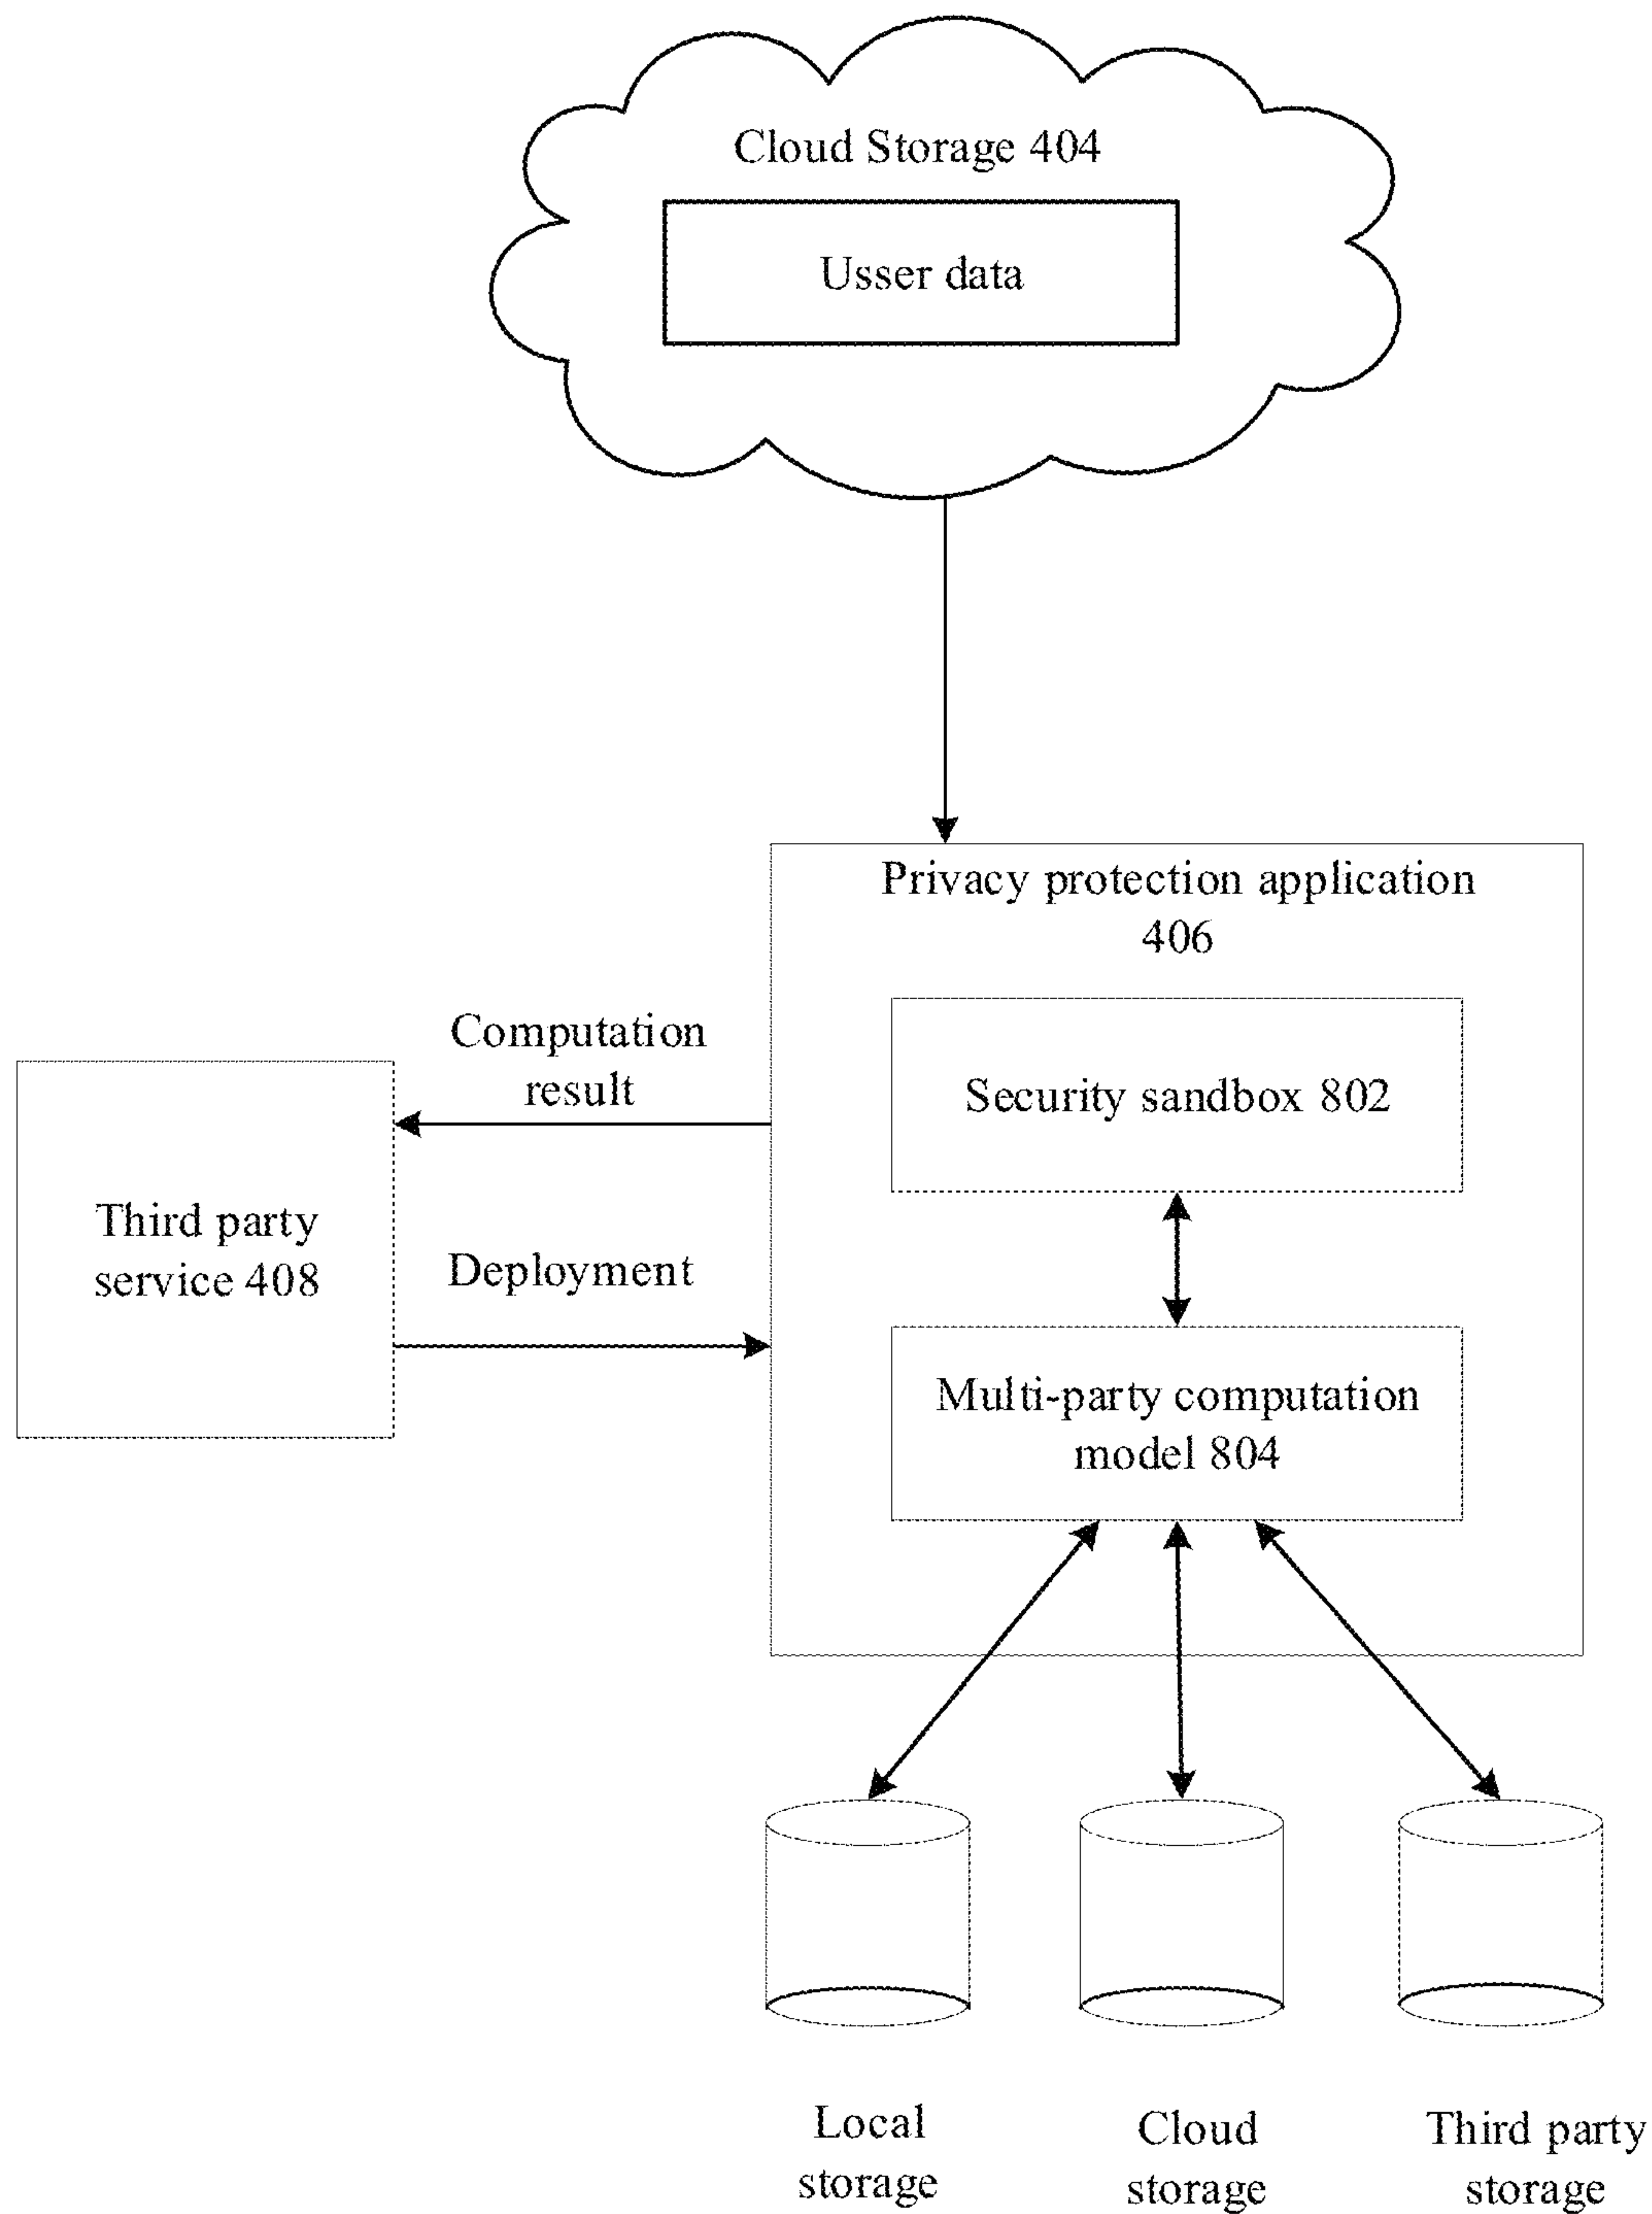 Cloud Storage 404
Usser data
Privacy protection application
406
Computation
result
Security sandbox 802
Third party
service 408
Deployment
Multi-party computation
model 804
Local
storage
Cloud
storage
Third party
storage